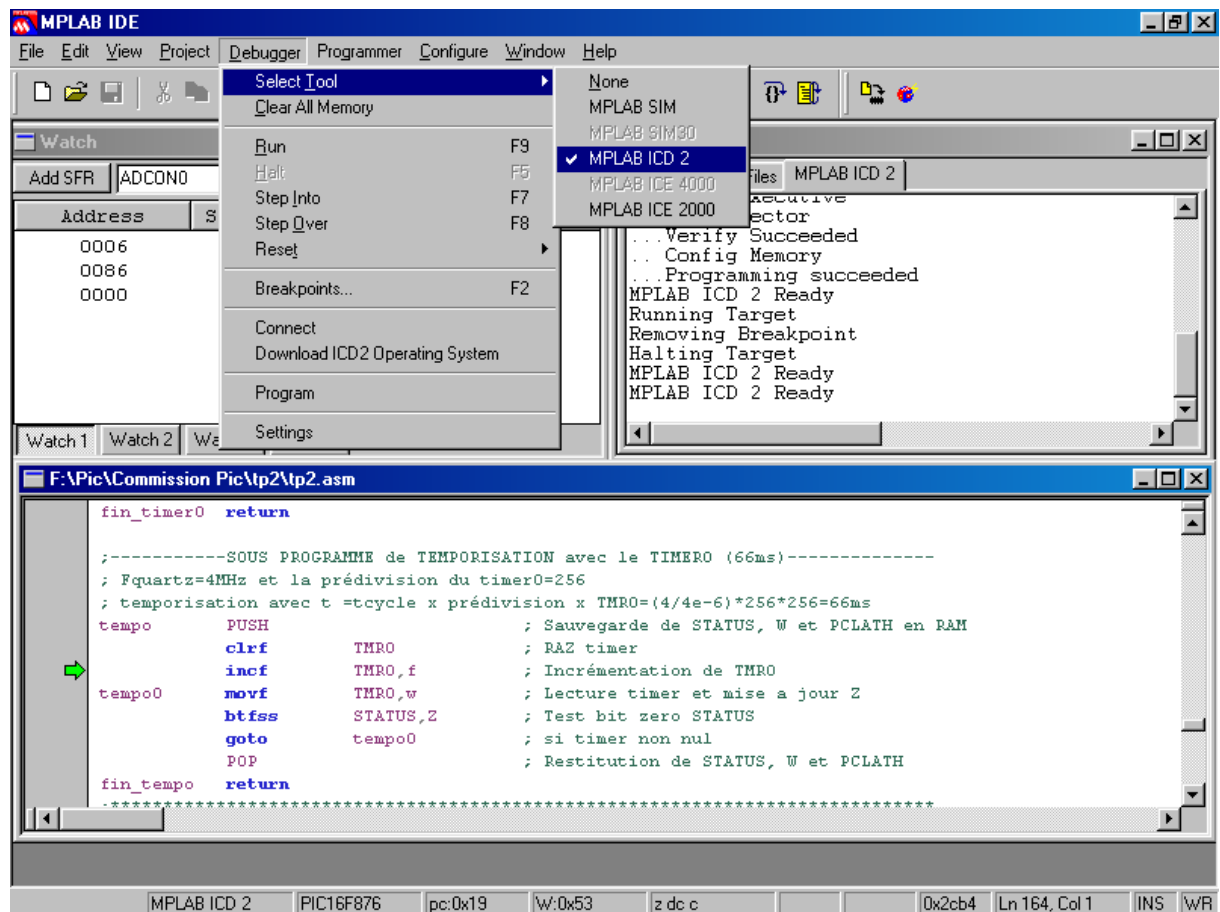 MPLAB IDE
File Edit View Project Debugger Programmer Configure Window Help
Select Tool
Clear All Memory
Run F9
Halt F5
Step Into F7
Step Over F8
Reset
Breakpoints... F2
Connect
Download ICD2 Operating System
Program
Settings
None
MPLAB SIM
MPLAB SIM30
MPLAB ICD 2
MPLAB ICE 4000
MPLAB ICE 2000
Watch
Add SFR ADCON0
Address S
0006
0086
0000
Watch 1 Watch 2 Wa
Files MPLAB ICD 2
ector
...Verify Succeeded
.. Config Memory
...Programming succeeded
MPLAB ICD 2 Ready
Running Target
Removing Breakpoint
Halting Target
MPLAB ICD 2 Ready
MPLAB ICD 2 Ready
F:\Pic\Commission Pic\tp2\tp2.asm
fin_timer0 return
;-----------SOUS PROGRAMME de TEMPORISATION avec le TIMER0 (66ms)--------------
; Fquartz=4MHz et la prédivision du timer0=256
; temporisation avec t =tcycle x prédivision x TMR0=(4/4e-6)*256*256=66ms
tempo PUSH ; Sauvegarde de STATUS, W et PCLATH en RAM
clrf TMR0 ; RAZ timer
incf TMR0,f ; Incrémentation de TMR0
tempo0 movf TMR0,w ; Lecture timer et mise a jour Z
btfss STATUS,Z ; Test bit zero STATUS
goto tempo0 ; si timer non nul
POP ; Restitution de STATUS, W et PCLATH
fin_tempo return
MPLAB ICD 2 PIC16F876 pc:0x19 W:0x53 z dc c 0x2cb4 Ln 164, Col 1 INS WR